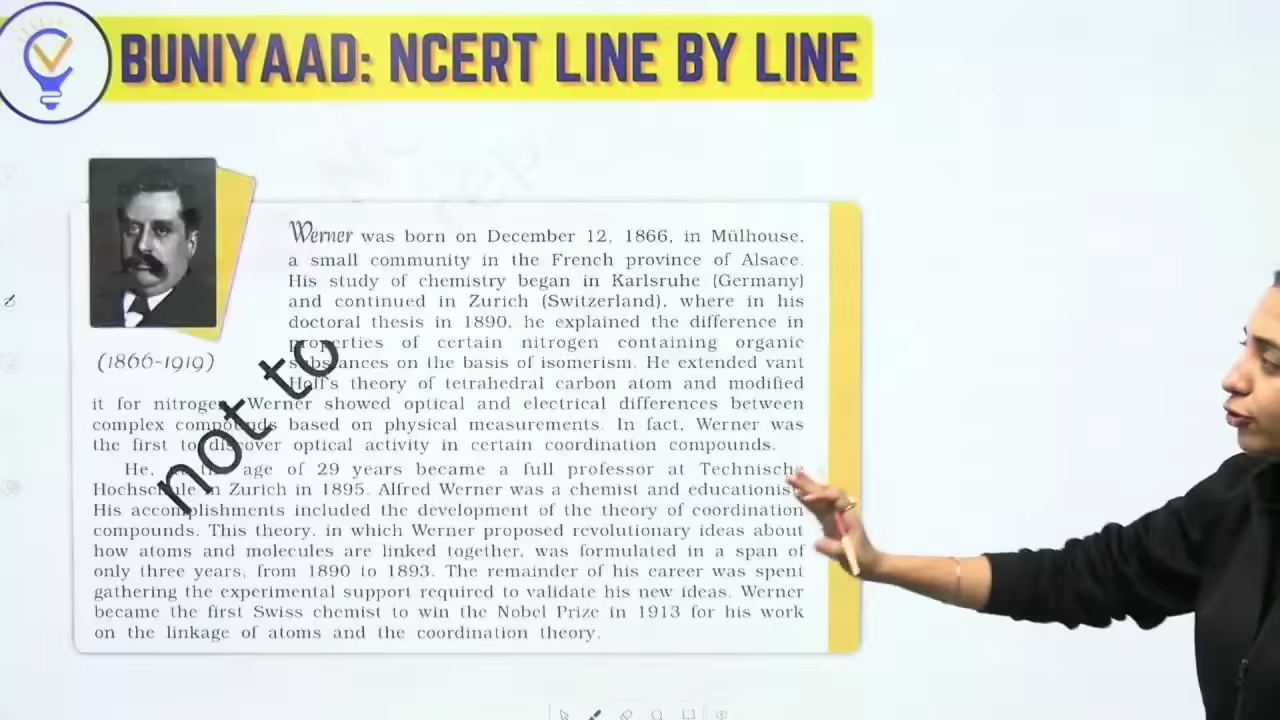 BUNIYAAD: NCERT LINE BY LINE
Werner was born on December 12, 1866, in Mülhouse,
a small community in the French province of Alsace.
His study of chemistry began in Karlsruhe (Germany)
and continued in Zurich (Switzerland), where in his
doctoral thesis in 1890, he explained the difference in
properties of certain nitrogen containing organic
substances on the basis of isomerism. He extended vant
Hoff's theory of tetrahedral carbon atom and modified
(1866-1919)
it for nitrogen. Werner showed optical and electrical differences between
complex compounds based on physical measurements. In fact, Werner was
the first to discover optical activity in certain coordination compounds.
He, at the age of 29 years became a full professor at Technische
Hochschule in Zurich in 1895. Alfred Werner was a chemist and educationist.
His accomplishments included the development of the theory of coordination
compounds. This theory, in which Werner proposed revolutionary ideas about
how atoms and molecules are linked together, was formulated in a span of
only three years, from 1890 to 1893. The remainder of his career was spent
gathering the experimental support required to validate his new ideas. Werner
became the first Swiss chemist to win the Nobel Prize in 1913 for his work
on the linkage of atoms and the coordination theory.
not to